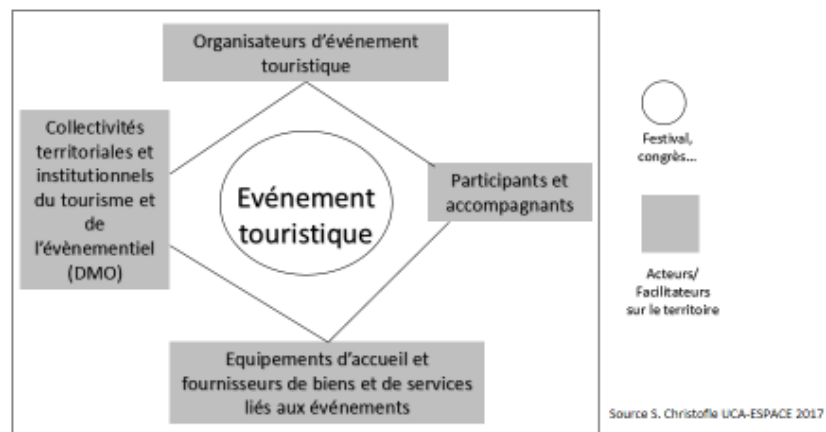 Organisateurs d'événement
touristique
Collectivités
territoriales et
institutionnels
du tourisme et
de
l'évènementiel
(DMO)
Evénement
touristique
Participants et
accompagnants
Equipements d'accueil et
fournisseurs de biens et de services
liés aux événements
Festival,
congrès...
Acteurs/
Facilitateurs
sur le territoire
Source S. Christofle UCA-ESPACE 2017